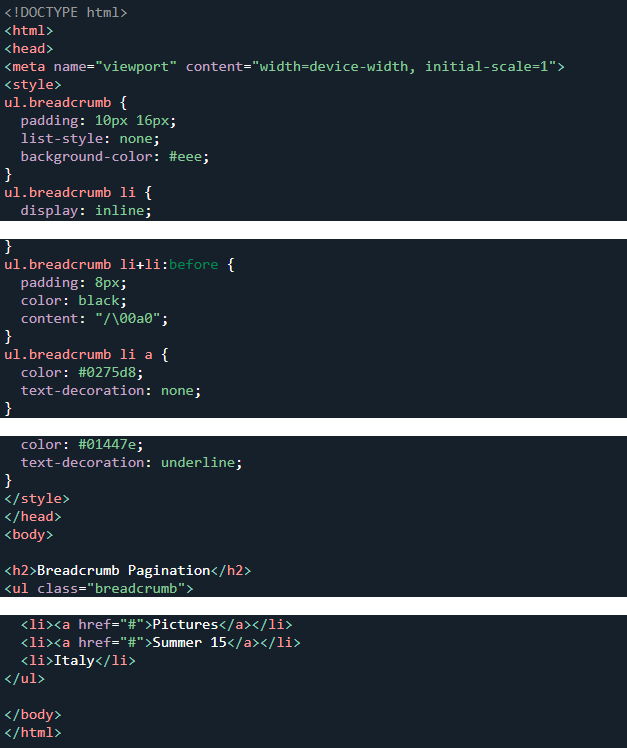 <!DOCTYPE html>
<html>
<head>
<meta name="viewport" content="width=device-width, initial-scale=1">
<style>
ul.breadcrumb {
  padding: 10px 16px;
  list-style: none;
  background-color: #eee;
}
ul.breadcrumb li {
  display: inline;
}
ul.breadcrumb li+li:before {
  padding: 8px;
  color: black;
  content: "/\00a0";
}
ul.breadcrumb li a {
  color: #0275d8;
  text-decoration: none;
}
  color: #01447e;
  text-decoration: underline;
}
</style>
</head>
<body>

<h2>Breadcrumb Pagination</h2>
<ul class="breadcrumb">
  <li><a href="#">Pictures</a></li>
  <li><a href="#">Summer 15</a></li>
  <li>Italy</li>
</ul>

</body>
</html>